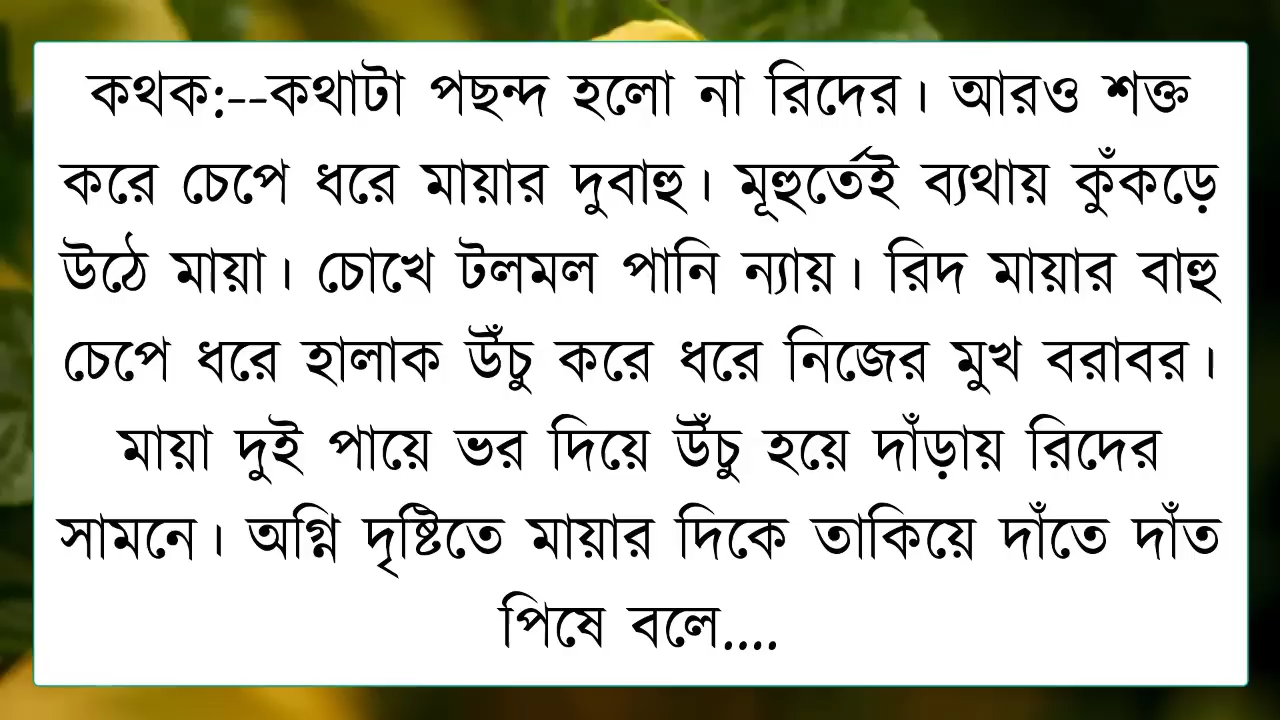 কথক:--কথাটা পছন্দ হলো না রিদের। আরও শক্ত
করে চেপে ধরে মায়ার দুবাহু। মূহুর্তেই ব্যথায় কুঁকড়ে
উঠে মায়া। চোখে টলমল পানি ন্যায়। রিদ মায়ার বাহু
চেপে ধরে হালাক উঁচু করে ধরে নিজের মুখ বরাবর।
মায়া দুই পায়ে ভর দিয়ে উঁচু হয়ে দাঁড়ায় রিদের
সামনে। অগ্নি দৃষ্টিতে মায়ার দিকে তাকিয়ে দাঁতে দাঁত
পিষে বলে....